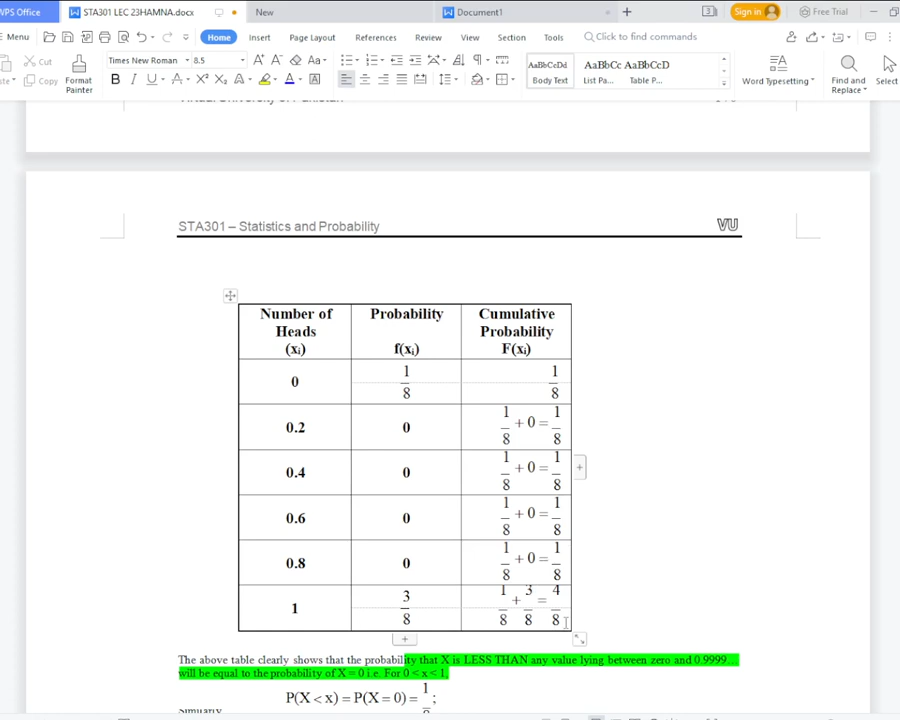 WPS Office
STA301 LEC 23HAMNA.docx
New
Document1
Sign in
Free Trial
Menu
Home
Insert
Page Layout
References
Review
View
Section
Tools
Click to find commands
Cut
Copy
Format
Painter
Times New Roman
8.5
AaBbCcDd
Body Text
AaBbCc
List Pa...
AaBbCcD
Table P...
Word Typesetting
Find and
Replace
Select
STA301 – Statistics and Probability VU
Number of Heads (xᵢ) Probability f(xᵢ) Cumulative Probability F(xᵢ)
0 1/8 1/8
0.2 0 1/8 + 0 = 1/8
0.4 0 1/8 + 0 = 1/8
0.6 0 1/8 + 0 = 1/8
0.8 0 1/8 + 0 = 1/8
1 3/8 1/8 + 3/8 = 4/8
The above table clearly shows that the probability that X is LESS THAN any value lying between zero and 0.9999…
will be equal to the probability of X = 0 i.e. For 0 < x < 1,
P(X < x) = P(X = 0) = 1/8;